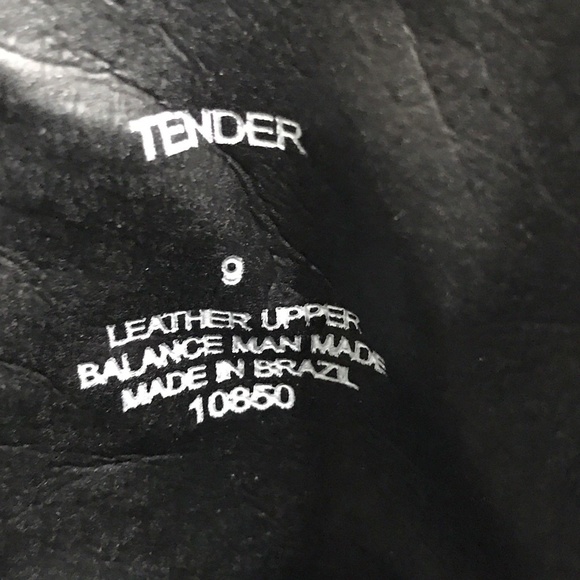 TENDER
9
LEATHER UPPER
BALANCE MAN MADE
MADE IN BRAZIL
10850